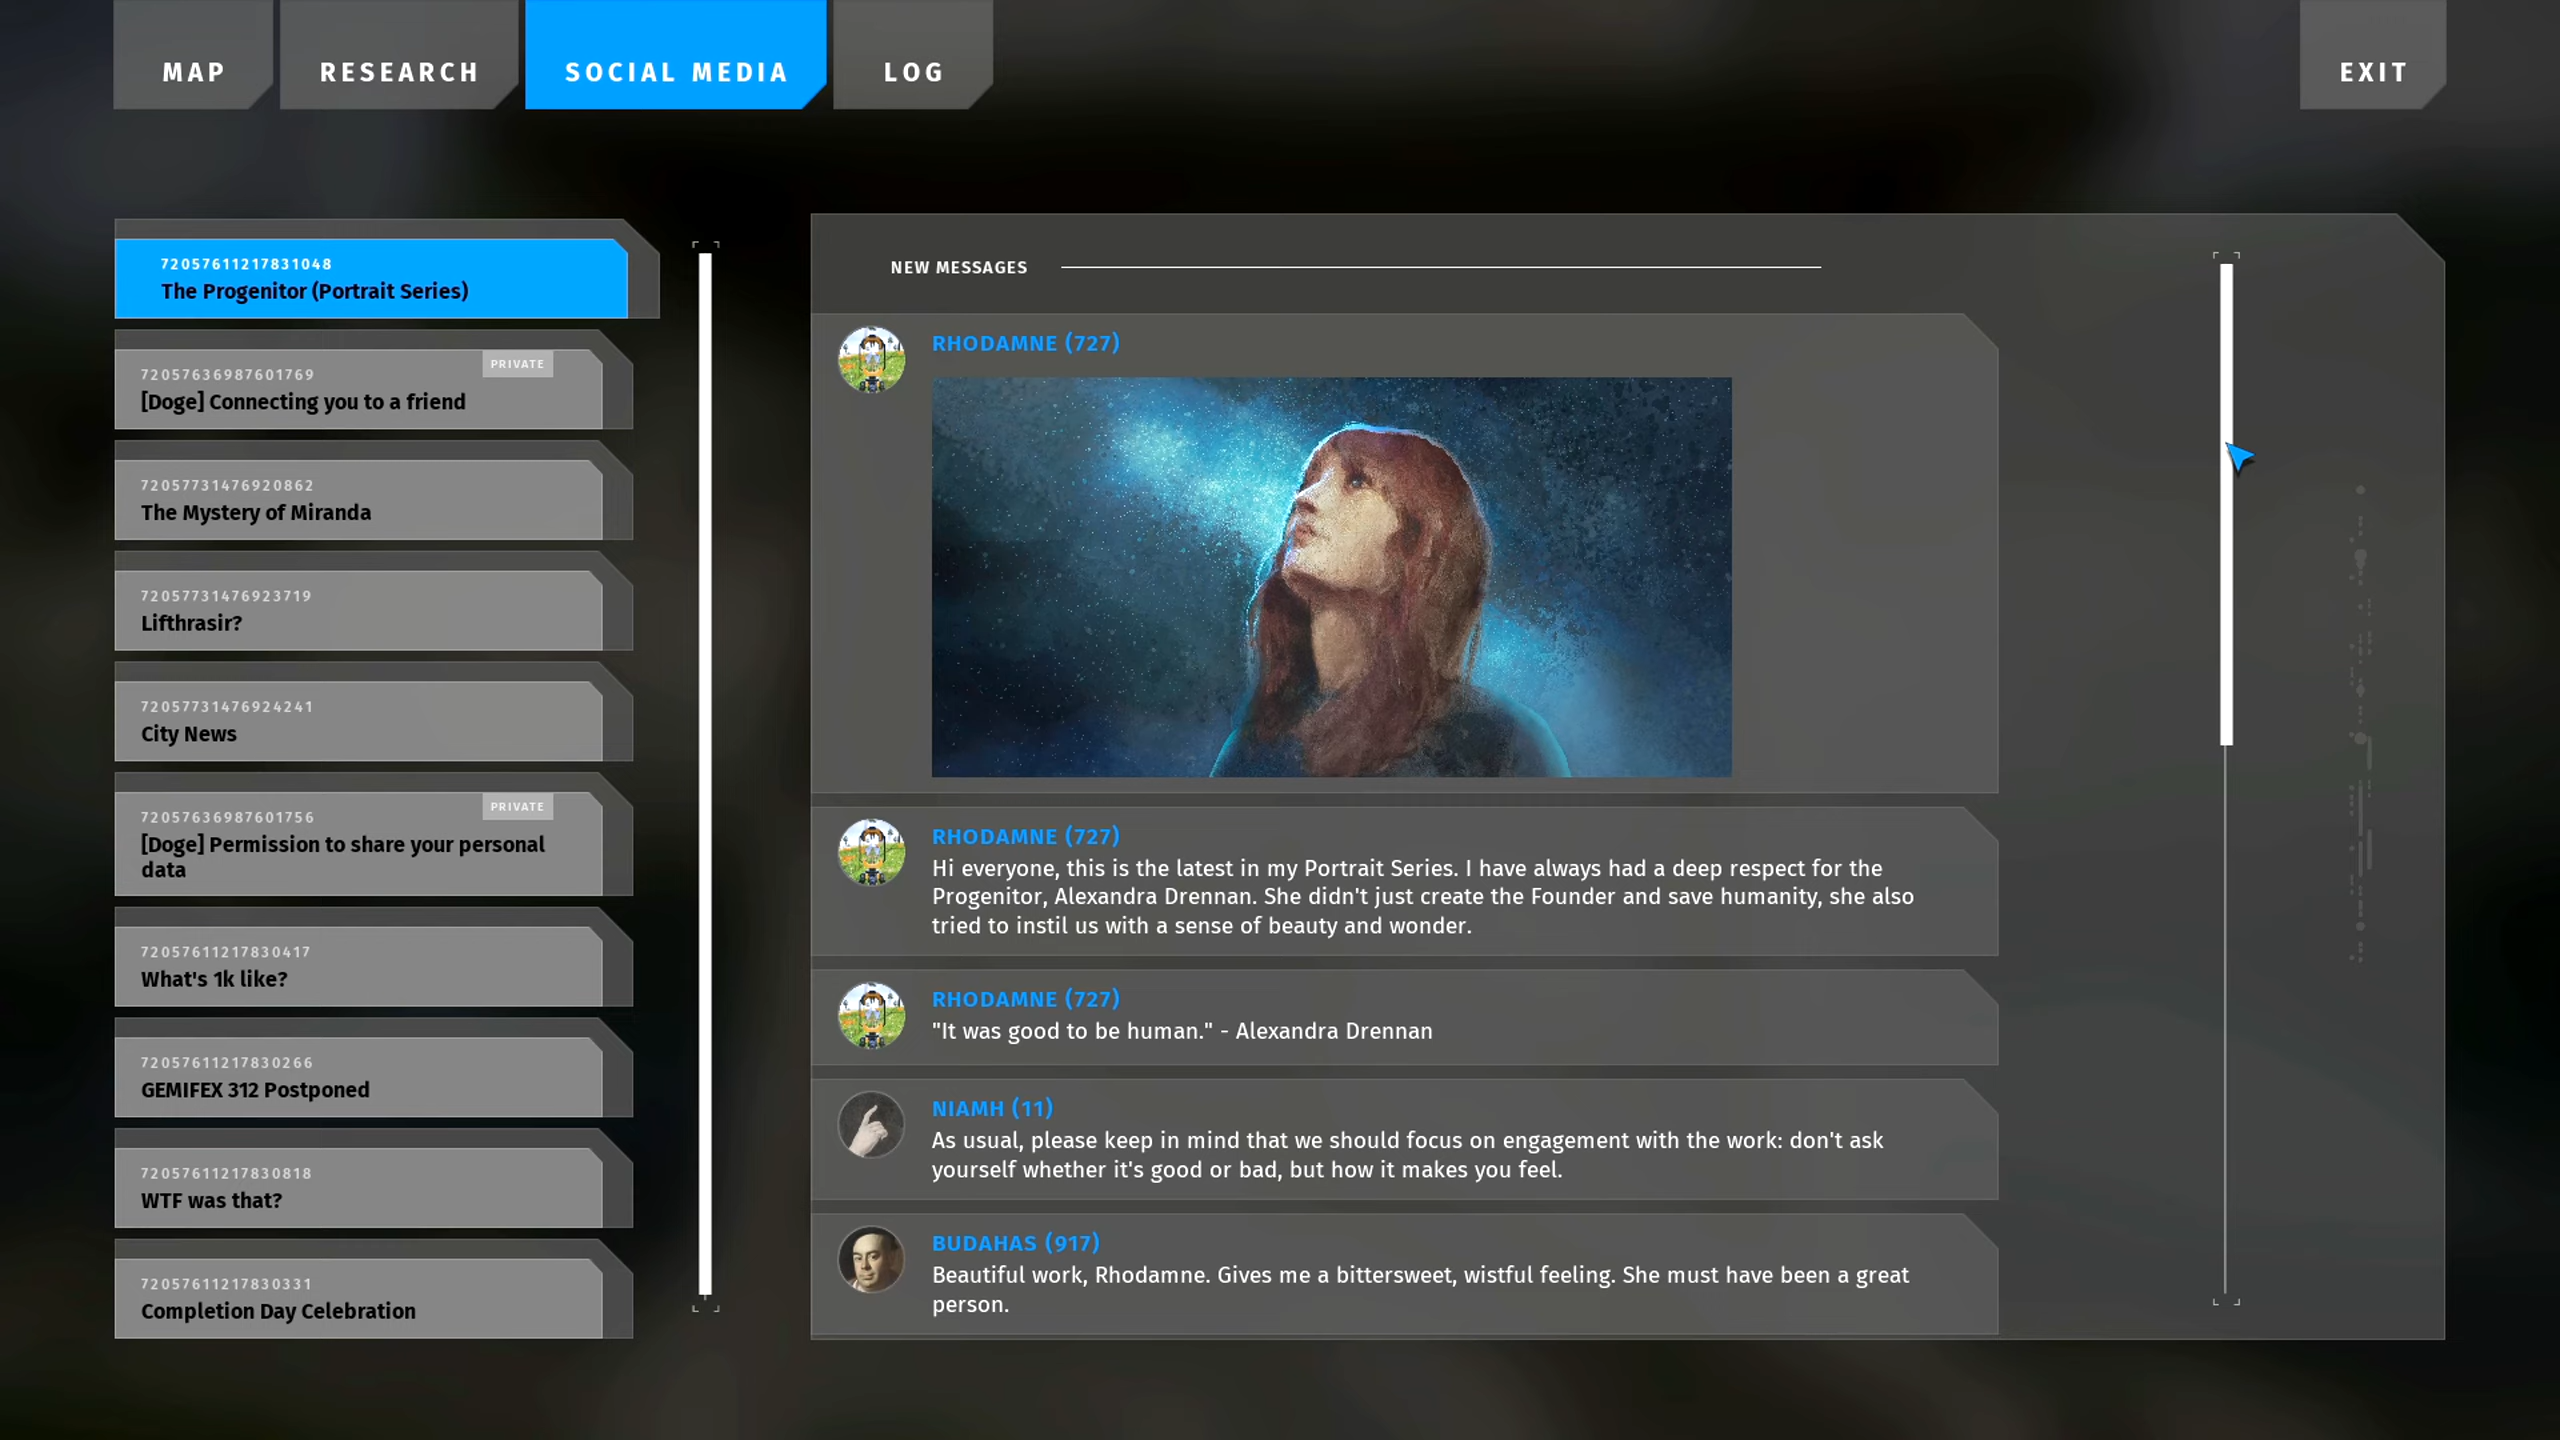 MAP
RESEARCH
SOCIAL MEDIA
LOG
EXIT
72057611217831048
The Progenitor (Portrait Series)
PRIVATE
72057636987601769
[Doge] Connecting you to a friend
72057731476920862
The Mystery of Miranda
72057731476923719
Lifthrasir?
72057731476924241
City News
PRIVATE
72057636987601756
[Doge] Permission to share your personal
data
72057611217830417
What's 1k like?
72057611217830266
GEMIFEX 312 Postponed
72057611217830818
WTF was that?
72057611217830331
Completion Day Celebration
NEW MESSAGES
RHODAMNE (727)
RHODAMNE (727)
Hi everyone, this is the latest in my Portrait Series. I have always had a deep respect for the
Progenitor, Alexandra Drennan. She didn't just create the Founder and save humanity, she also
tried to instil us with a sense of beauty and wonder.
RHODAMNE (727)
"It was good to be human." - Alexandra Drennan
NIAMH (11)
As usual, please keep in mind that we should focus on engagement with the work: don't ask
yourself whether it's good or bad, but how it makes you feel.
BUDAHAS (917)
Beautiful work, Rhodamne. Gives me a bittersweet, wistful feeling. She must have been a great
person.